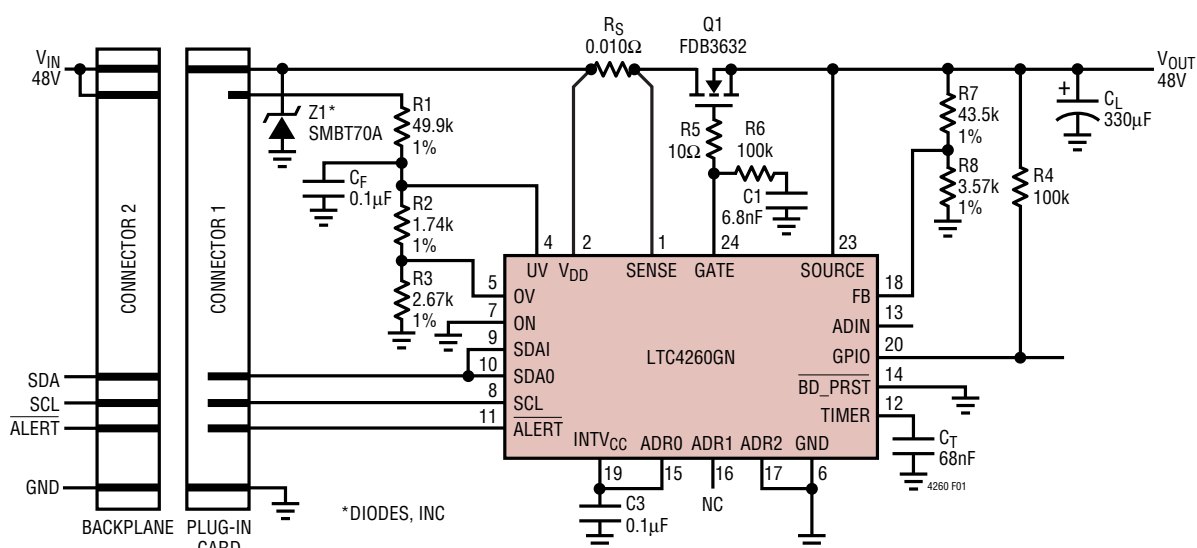 VIN
48V
RS
0.010Ω
Q1
FDB3632
VOUT
48V
Z1*
SMBT70A
R1
49.9k
1%
CF
0.1µF
R2
1.74k
1%
R3
2.67k
1%
R5
10Ω
R6
100k
C1
6.8nF
R7
43.5k
1%
R8
3.57k
1%
R4
100k
+
CL
330µF
CONNECTOR 2
CONNECTOR 1
4
2
1
24
23
UV
VDD
SENSE
GATE
SOURCE
5
OV
7
ON
9
SDAI
10
SDA0
8
SCL
11
ALERT
LTC4260GN
18
FB
13
ADIN
20
GPIO
14
BD_PRST
12
TIMER
INTVCC
ADR0
ADR1
ADR2
GND
19
15
16
17
6
NC
C3
0.1µF
CT
68nF
4260 F01
SDA
SCL
ALERT
GND
BACKPLANE
PLUG-IN
CARD
*DIODES, INC